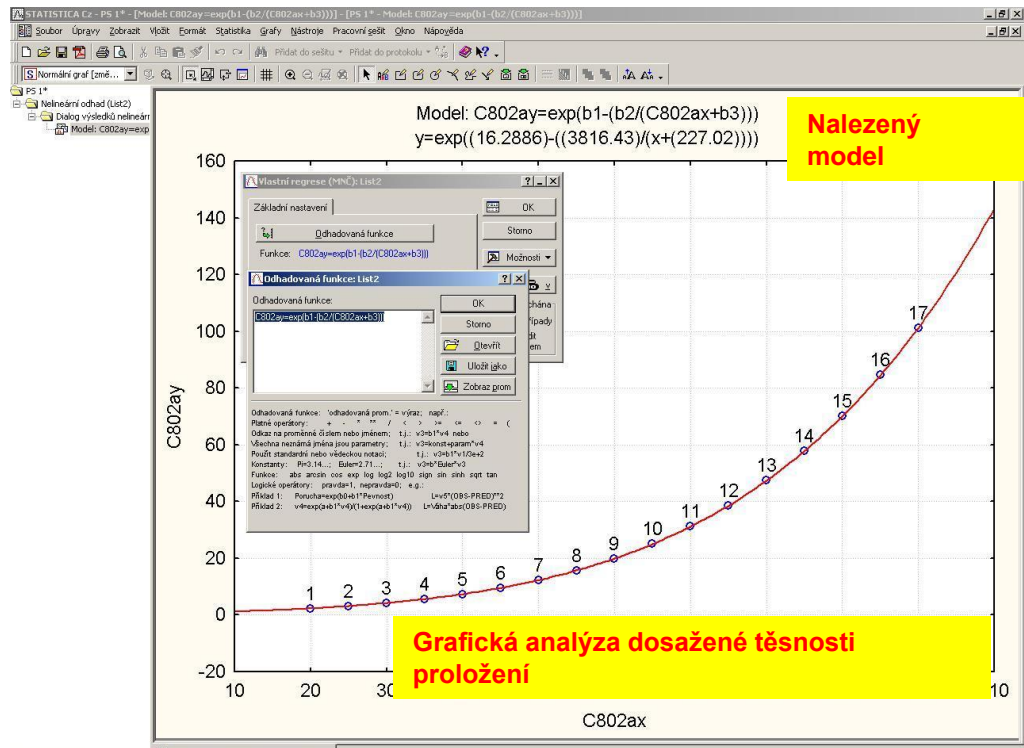 STATISTICA Cz - PS 1* - [Model: C802ay=exp(b1-(b2/(C802ax+b3)))] - [PS 1* - [Model: C802ay=exp(b1-(b2/(C802ax+b3)))]
Soubor Úpravy Zobrazit Vložit Formát Statistika Grafy Nástroje Pracovní sešit Okno Nápověda
Přidat do sešitu Přidat do protokolu
Normální graf [změ...
PS 1*
Nelineární odhad (List2)
Dialog výsledků nelineárn
Model: C802ay=exp
Model: C802ay=exp(b1-(b2/(C802ax+b3)))
y=exp((16.2886)-((3816.43)/(x+(227.02))))
Nalezený
model
160
140
120
100
80
60
40
20
0
-20
C802ay
Vlastní regrese (MNČ): List2
Základní nastavení
OK
Odhadovaná funkce
Storno
Funkce: C802ay=exp(b1-(b2/(C802ax+b3)))
Možnosti
Odhadovaná funkce: List2
Odhadovaná funkce:
C802ay=exp(b1-(b2/(C802ax+b3)))
OK
Storno
Otevřít
Uložit jako
Zobraz prom
Odhadovaná funkce: 'odhadovaná prom.' = výraz; např.:
Platné operátory: + - * ** / < > >= <= <> = (
Odkaz na proměnné číslem nebo jménem; t.j.: v3=b1*v4 nebo
Všechna neznámá jména jsou parametry; t.j.: v3=konst+param*v4
Použít standardní nebo vědeckou notaci; t.j.: v3=b1*v1/3e+2
Konstanty: Pi=3.14...; Euler=2.71...; t.j.: v3=b*Euler*v3
Funkce: abs arcsin cos exp log log2 log10 sign sin sinh sqrt tan
Logické operátory: pravda=1, nepravda=0; e.g.:
Příklad 1: Porucha=exp(b0+b1*Pevnost) L=v5*(OBS-PRED)**2
Příklad 2: v4=exp(a+b1*v4)/(1+exp(a+b1*v4)) L=Váha*abs(OBS-PRED)
1
2
3
4
5
6
7
8
9
10
11
12
13
14
15
16
17
Grafická analýza dosažené těsnosti
proložení
10
20
30
10
C802ax